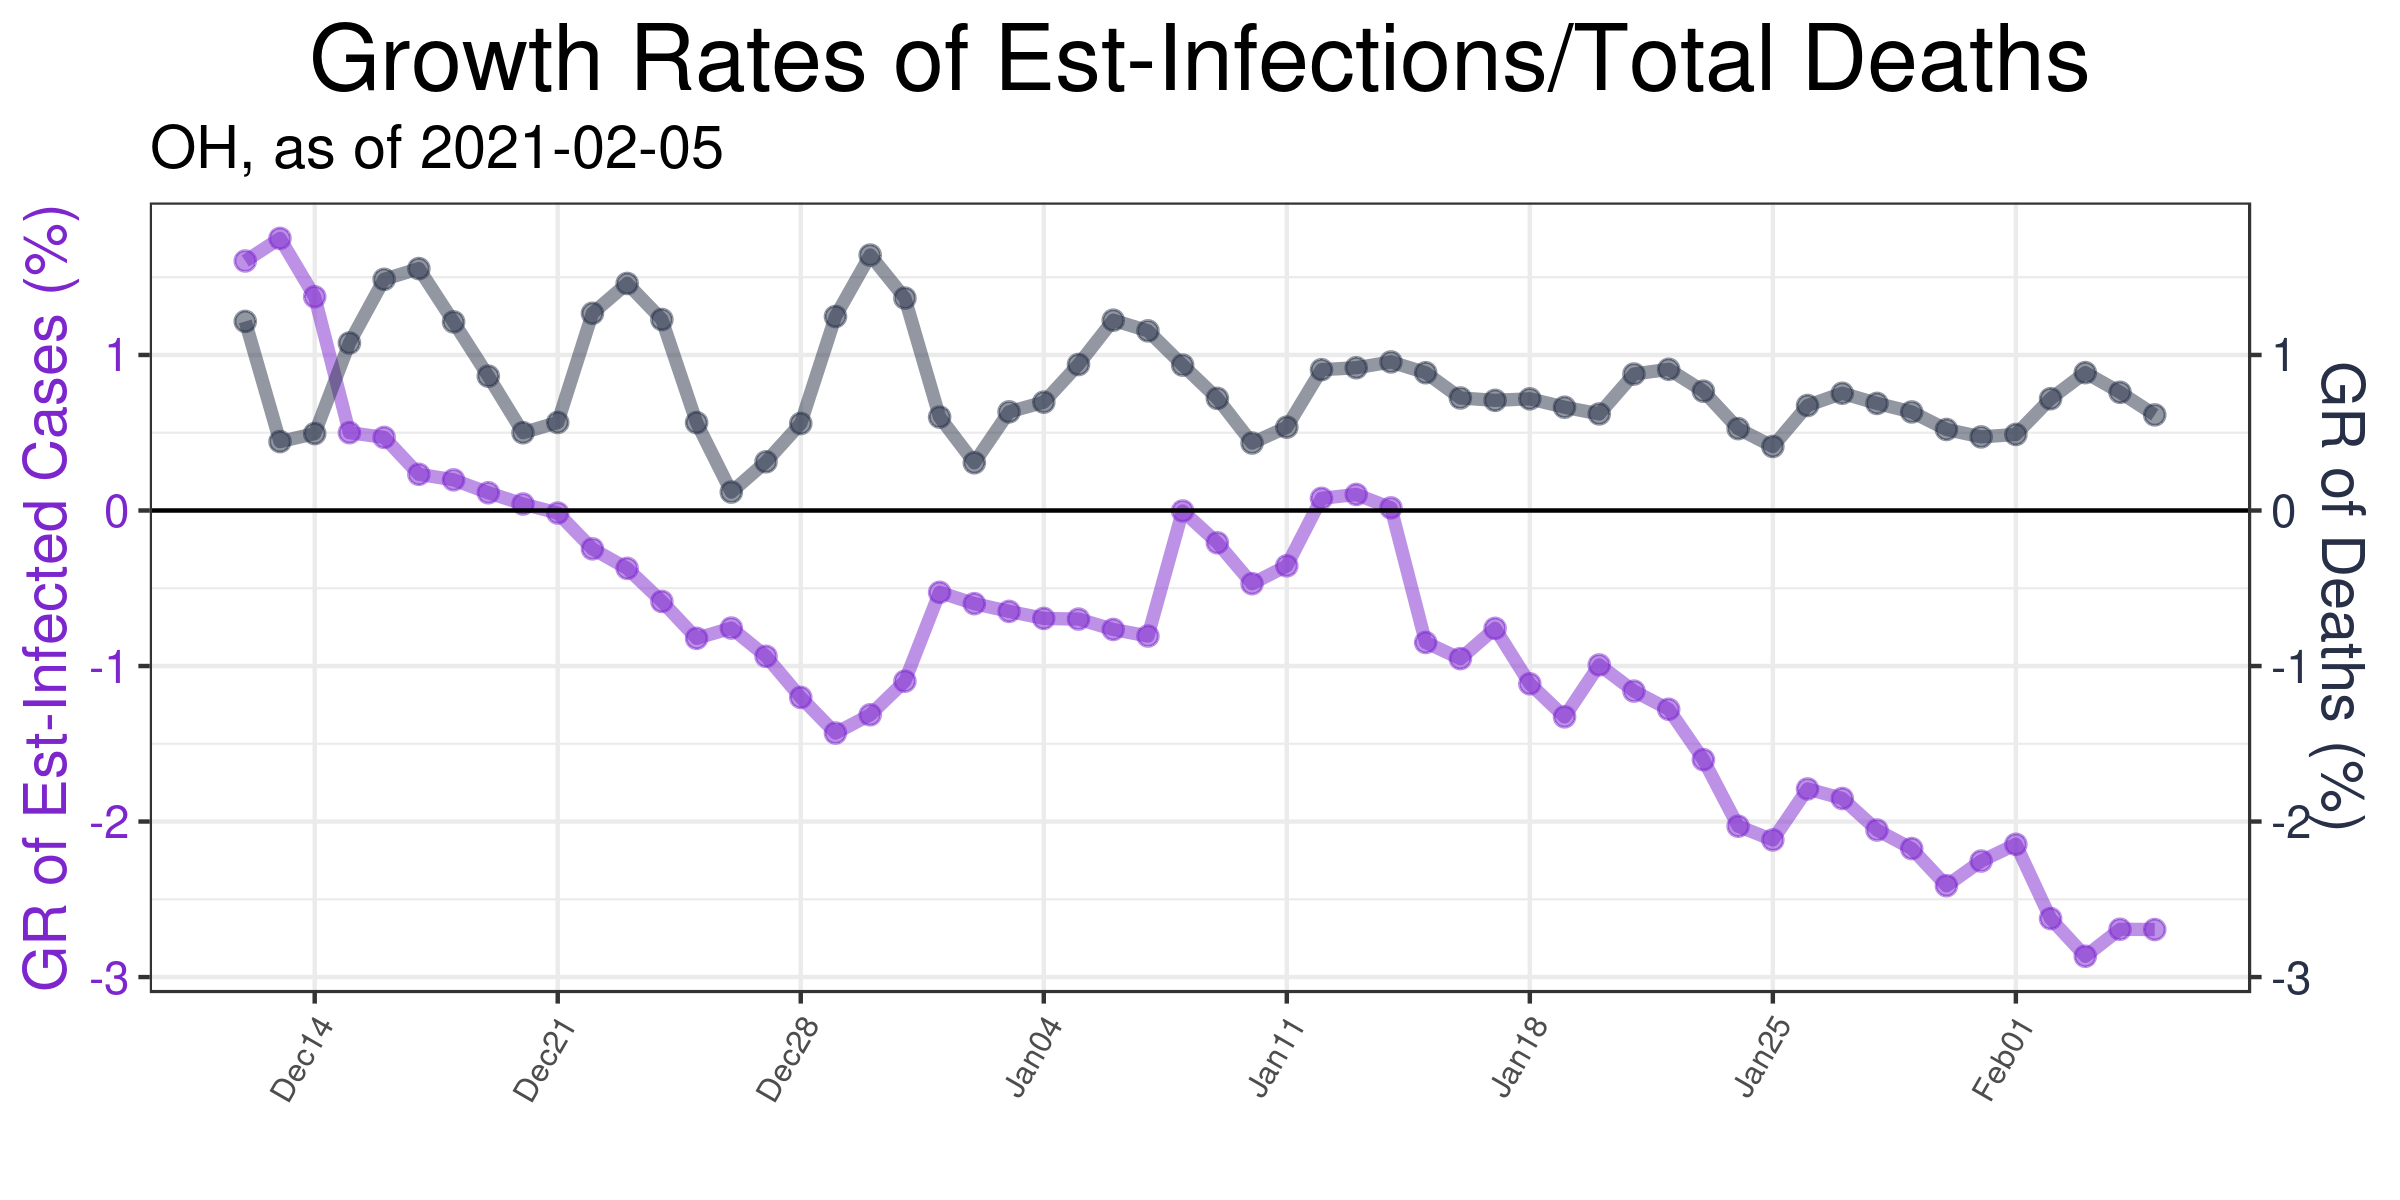 Growth Rates of Est-Infections/Total Deaths
OH, as of 2021-02-05
GR of Est-Infected Cases (%)
1
0
-1
-2
-3
1
0
-1
-2
-3
GR of Deaths (%)
Dec14
Dec21
Dec28
Jan04
Jan11
Jan18
Jan25
Feb01